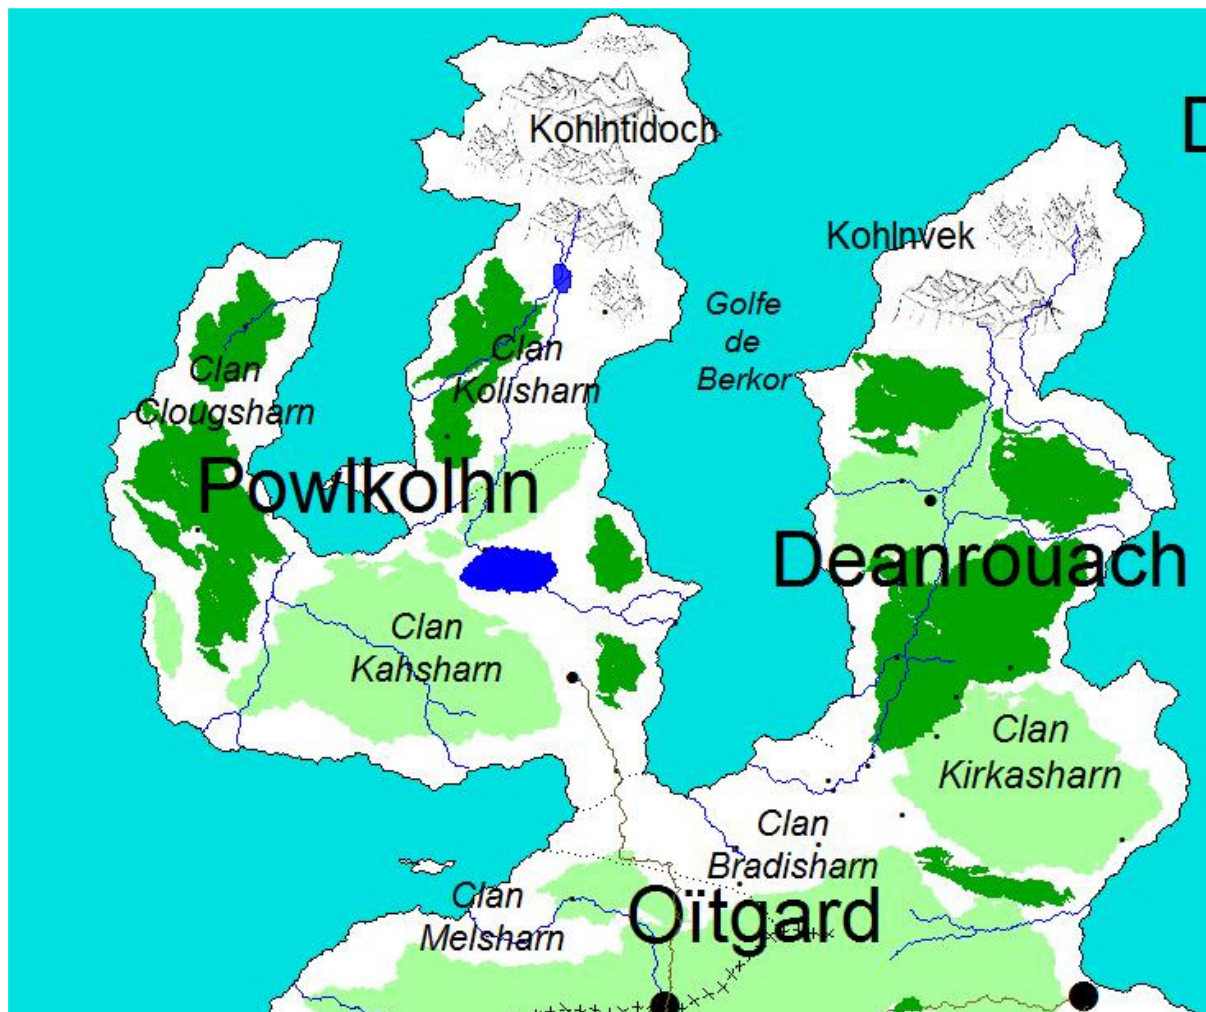 D
Kohlntidoch
Kohlnvek
Golfe
de
Berkor
Clan
Kollsharn
Clan
Clougsharn
Powlkolhn
Deanrouach
Clan
Kahsharn
Clan
Kirkasharn
Clan
Bradisharn
Clan
Melsharn
Oïtgard